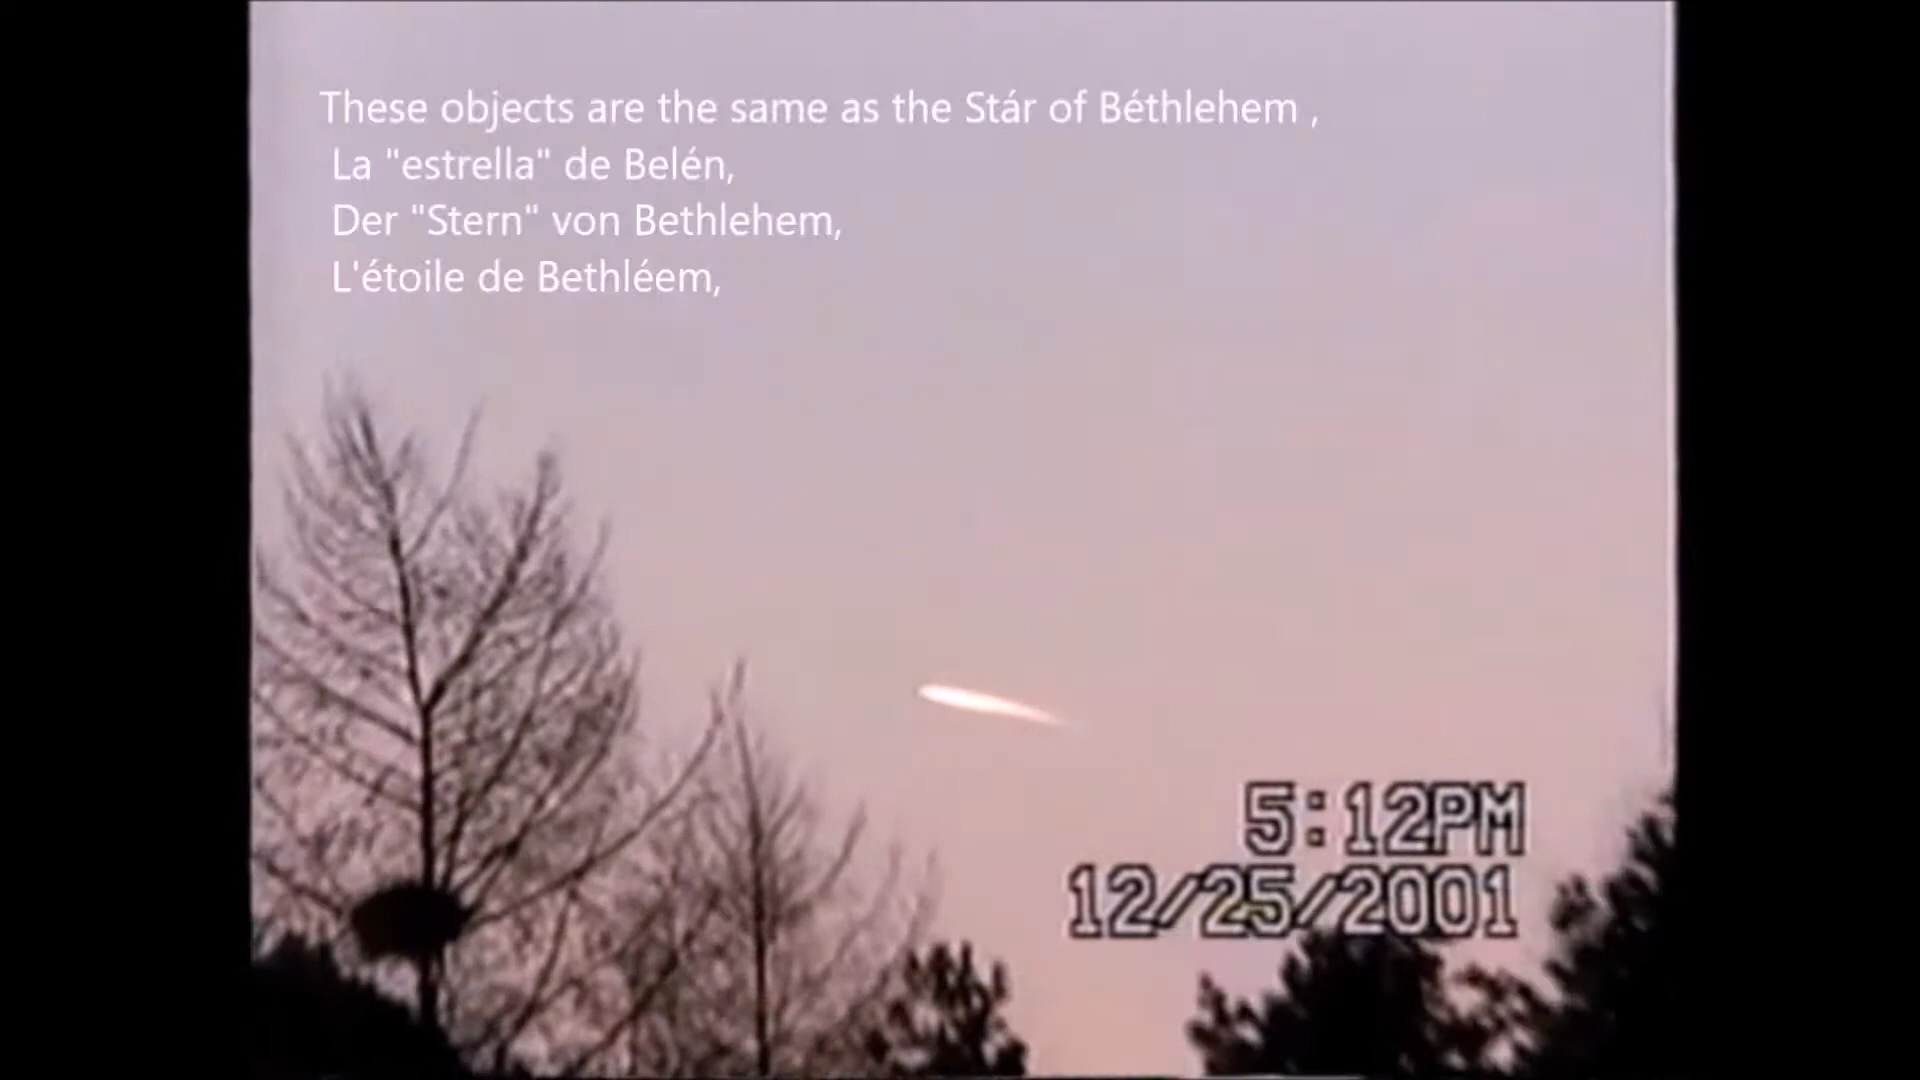 These objects are the same as the Stár of Béthlehem ,
La "estrella" de Belén,
Der "Stern" von Bethlehem,
L'étoile de Bethléem,
5:12PM
12/25/2001